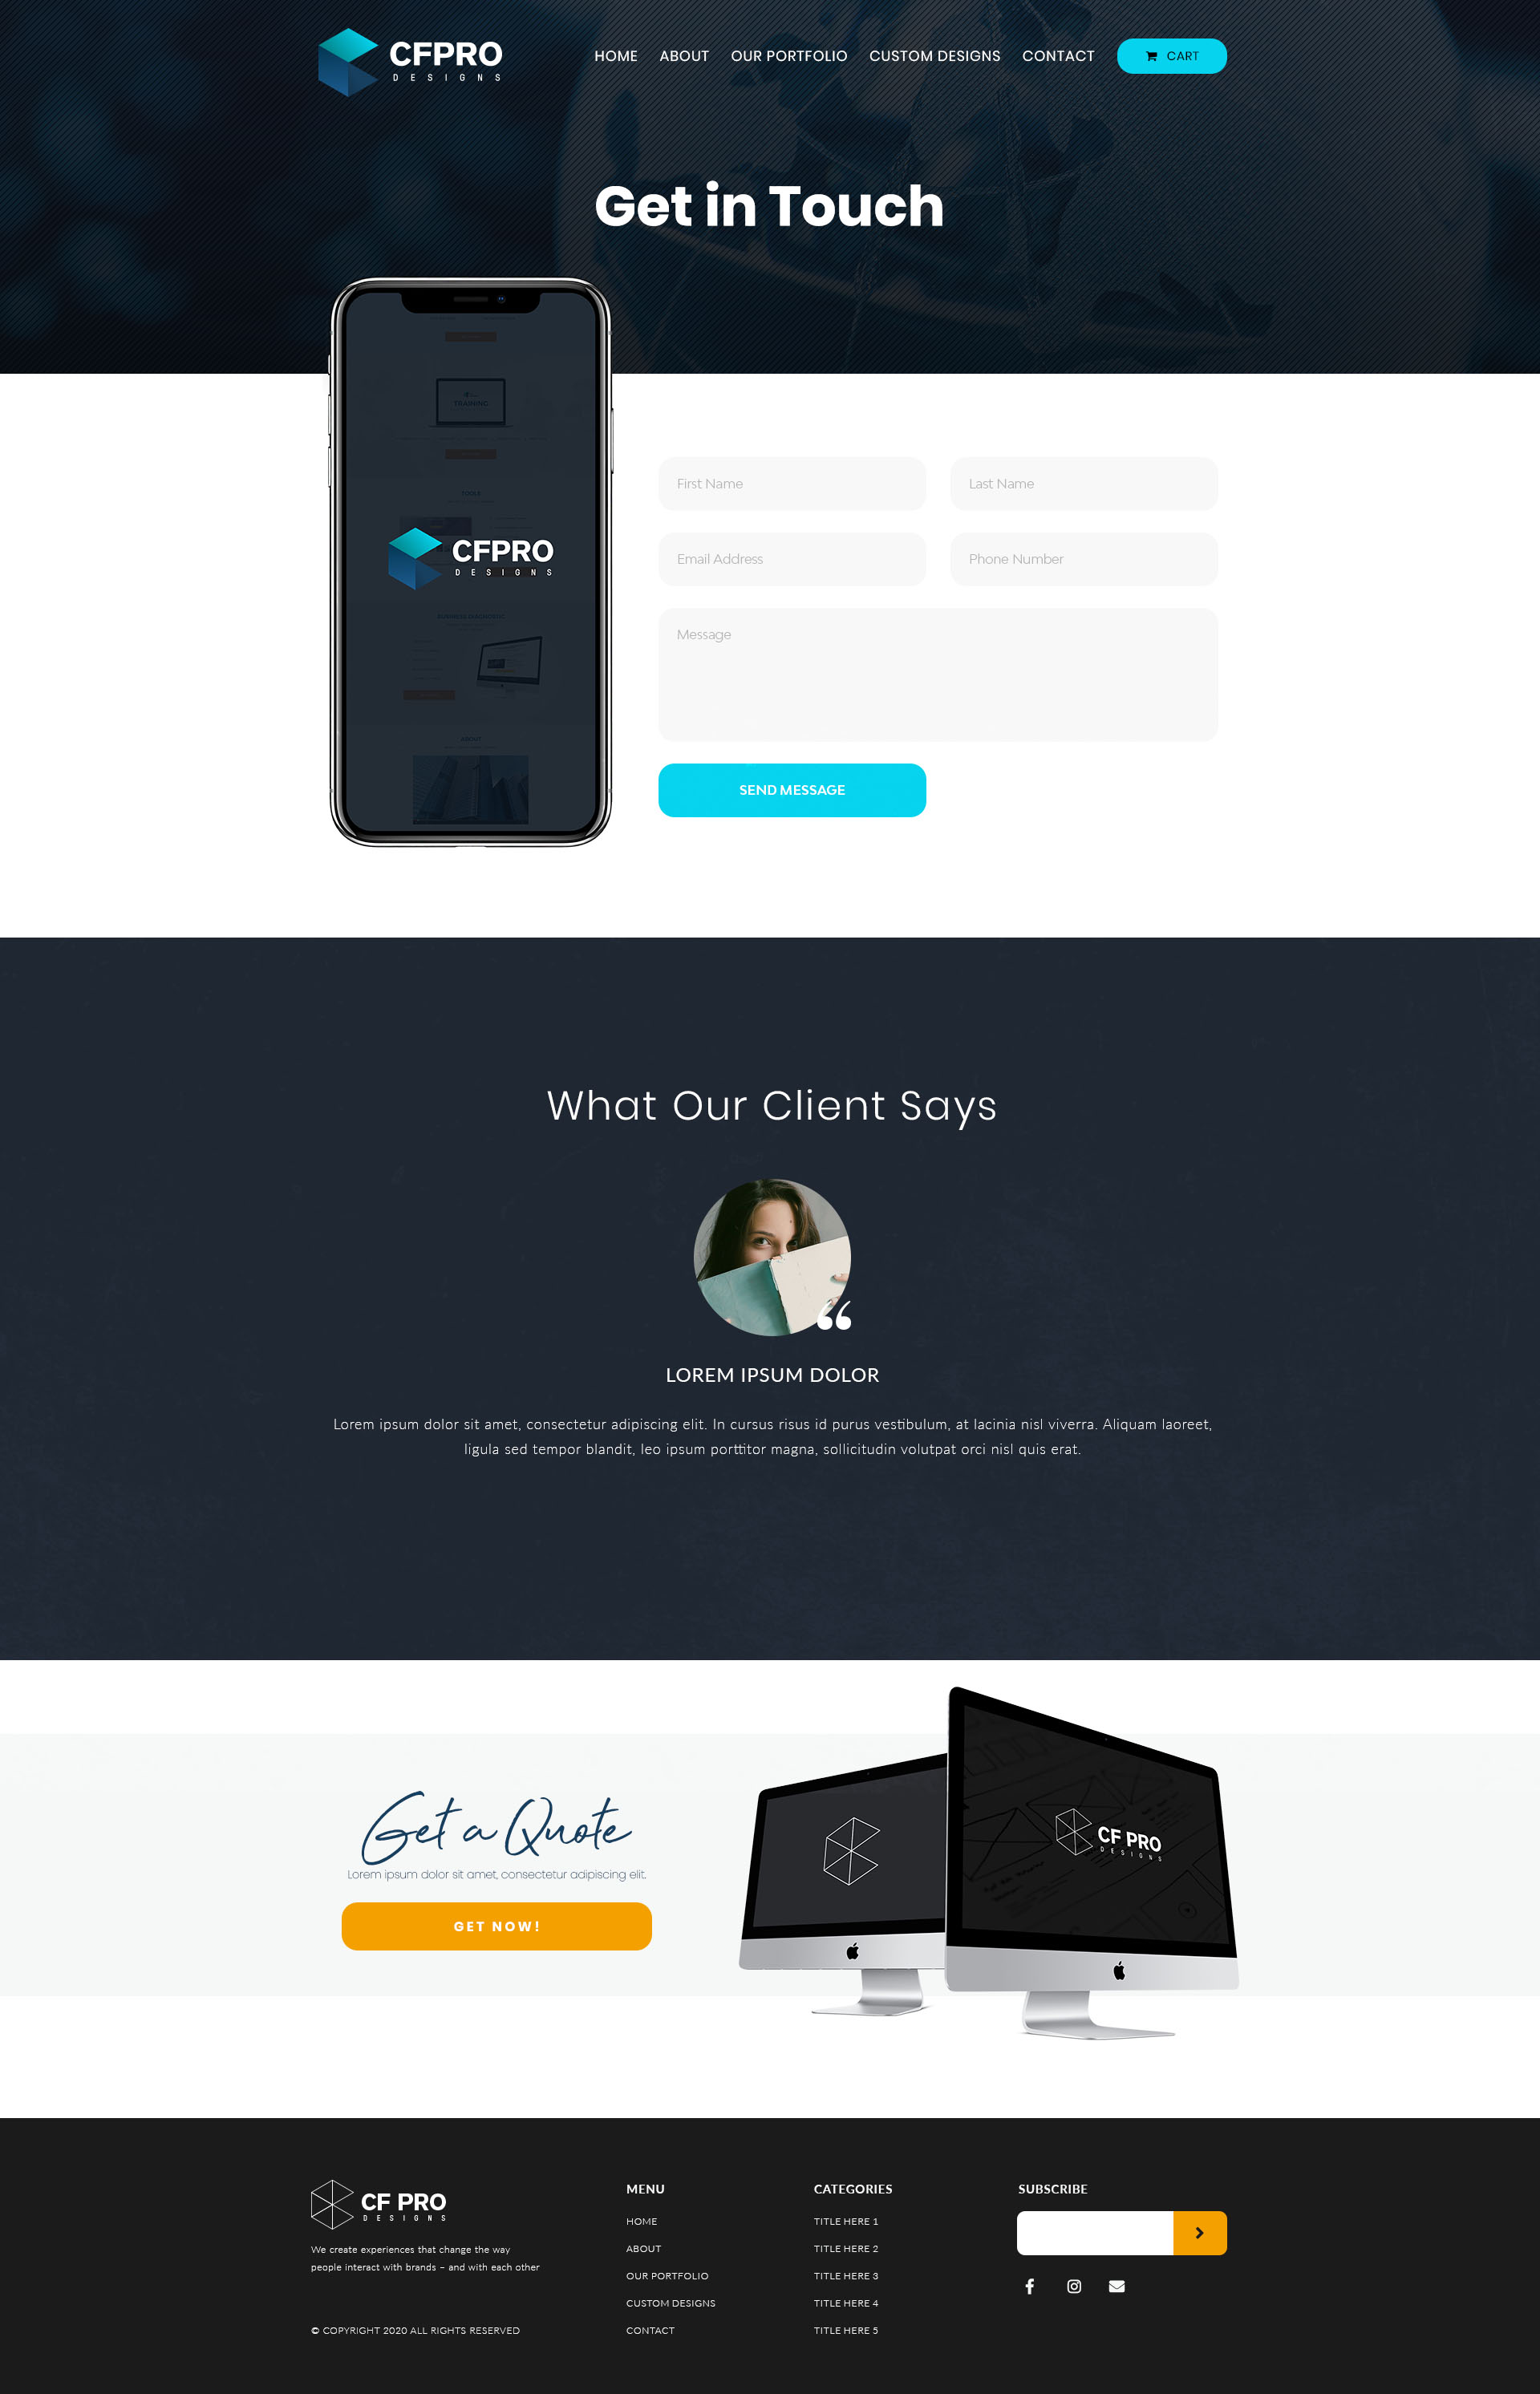 CFPRO
DESIGNS
HOME ABOUT OUR PORTFOLIO CUSTOM DESIGNS CONTACT CART
Get in Touch
TRAINING
TOOLS
CFPRO
DESIGNS
ABOUT
First Name Last Name
Email Address Phone Number
Message
SEND MESSAGE
What Our Client Says
LOREM IPSUM DOLOR
Lorem ipsum dolor sit amet, consectetur adipiscing elit. In cursus risus id purus vestibulum, at lacinia nisl viverra. Aliquam laoreet,
ligula sed tempor blandit, leo ipsum porttitor magna, sollicitudin volutpat orci nisl quis erat.
Get a Quote
Lorem ipsum dolor sit amet, consectetur adipiscing elit.
GET NOW!
CF PRO
DESIGNS
CF PRO
DESIGNS
We create experiences that change the way
people interact with brands – and with each other
© COPYRIGHT 2020 ALL RIGHTS RESERVED
MENU
HOME
ABOUT
OUR PORTFOLIO
CUSTOM DESIGNS
CONTACT
CATEGORIES
TITLE HERE 1
TITLE HERE 2
TITLE HERE 3
TITLE HERE 4
TITLE HERE 5
SUBSCRIBE